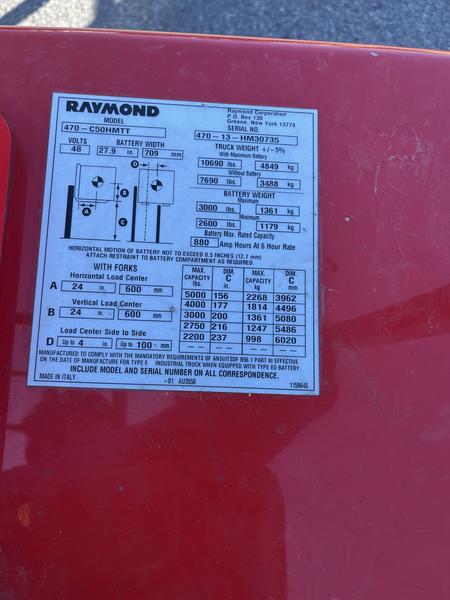 RAYMOND
Raymond Corporation
P.O. Box 130
Greene, New York 13778
MODEL
470-C50HMTT
SERIAL NO.
470-13-HM30735
VOLTS
BATTERY WIDTH
48
27.9 in.
709 mm
TRUCK WEIGHT +/-5%
With Maximum Battery
10690 lbs.
4849 kg
Without Battery
7690 lbs.
3488 kg
BATTERY WEIGHT
Maximum
3000 lbs.
1361 kg
Minimum
2600 lbs.
1179 kg
Battery Max. Rated Capacity
880 Amp Hours At 6 Hour Rate
D
B
A
C
HORIZONTAL MOTION OF BATTERY NOT TO EXCEED 0.5 INCHES (12.7 mm)
ATTACH RESTRAINT TO BATTERY COMPARTMENT AS REQUIRED.
WITH FORKS
Horizontal Load Center
A 24 in. 600 mm
Vertical Load Center
B 24 in. 600 mm
Load Center Side to Side
D Up to 4 in. Up to 100 mm
MAX. CAPACITY lbs. DIM. C in. MAX. CAPACITY kg DIM. C mm
5000 156 2268 3962
4000 177 1814 4496
3000 200 1361 5080
2750 216 1247 5486
2200 237 998 6020
MANUFACTURED TO COMPLY WITH THE MANDATORY REQUIREMENTS OF ANSI/ITSDF B56.1 PART III EFFECTIVE
ON THE DATE OF MANUFACTURE FOR TYPE E INDUSTRIAL TRUCK WHEN EQUIPPED WITH TYPE EO BATTERY.
INCLUDE MODEL AND SERIAL NUMBER ON ALL CORRESPONDENCE.
MADE IN ITALY
-01 AU3550
1158645